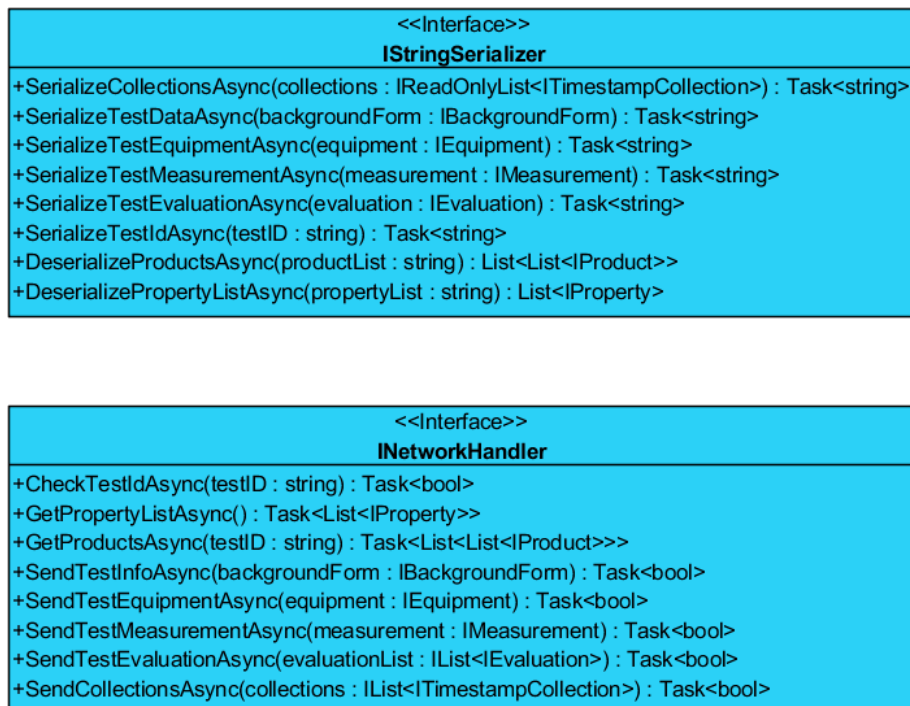 <<Interface>>
IStringSerializer
+SerializeCollectionsAsync(collections : IReadOnlyList<ITimestampCollection>) : Task<string>
+SerializeTestDataAsync(backgroundForm : IBackgroundForm) : Task<string>
+SerializeTestEquipmentAsync(equipment : IEquipment) : Task<string>
+SerializeTestMeasurementAsync(measurement : IMeasurement) : Task<string>
+SerializeTestEvaluationAsync(evaluation : IEvaluation) : Task<string>
+SerializeTestIdAsync(testID : string) : Task<string>
+DeserializeProductsAsync(productList : string) : List<List<IProduct>>
+DeserializePropertyListAsync(propertyList : string) : List<IProperty>
<<Interface>>
INetworkHandler
+CheckTestIdAsync(testID : string) : Task<bool>
+GetPropertyListAsync() : Task<List<IProperty>>
+GetProductsAsync(testID : string) : Task<List<List<IProduct>>>
+SendTestInfoAsync(backgroundForm : IBackgroundForm) : Task<bool>
+SendTestEquipmentAsync(equipment : IEquipment) : Task<bool>
+SendTestMeasurementAsync(measurement : IMeasurement) : Task<bool>
+SendTestEvaluationAsync(evaluationList : IList<IEvaluation>) : Task<bool>
+SendCollectionsAsync(collections : IList<ITimestampCollection>) : Task<bool>